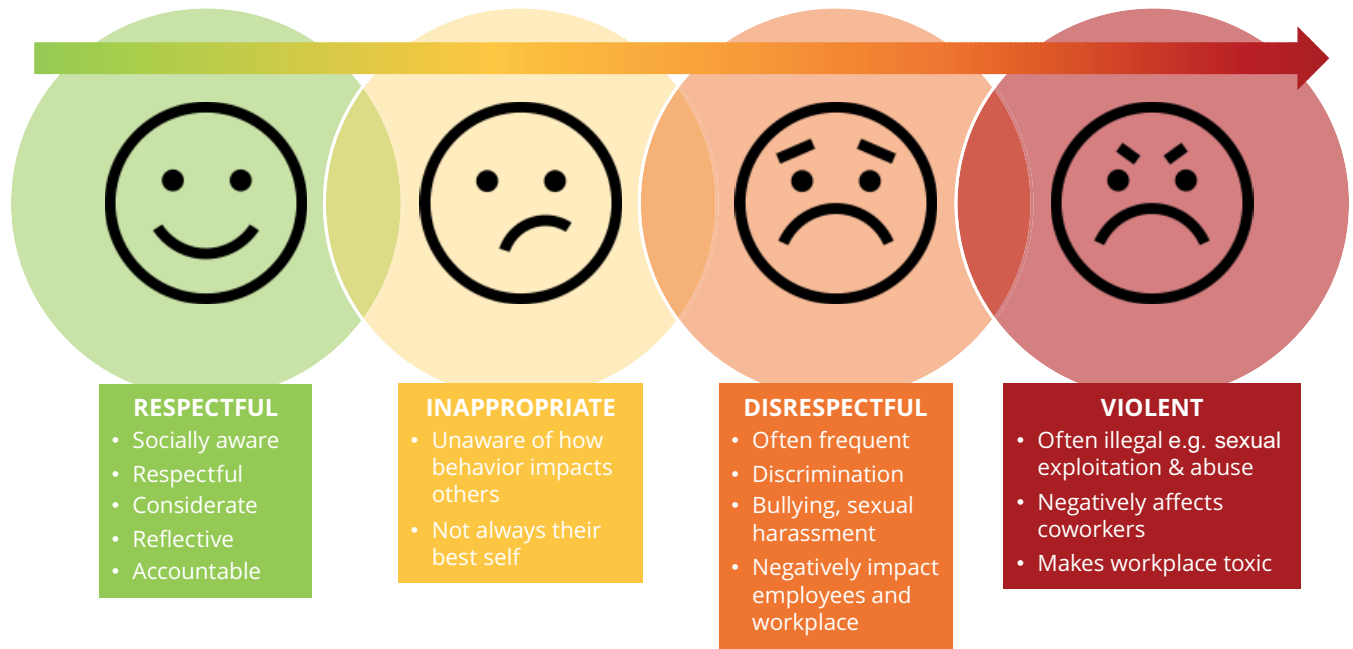 RESPECTFUL
• Socially aware
• Respectful
• Considerate
• Reflective
• Accountable
INAPPROPRIATE
• Unaware of how
behavior impacts
others
• Not always their
best self
DISRESPECTFUL
• Often frequent
• Discrimination
• Bullying, sexual
harassment
• Negatively impact
employees and
workplace
VIOLENT
• Often illegal e.g. sexual
exploitation & abuse
• Negatively affects
coworkers
• Makes workplace toxic